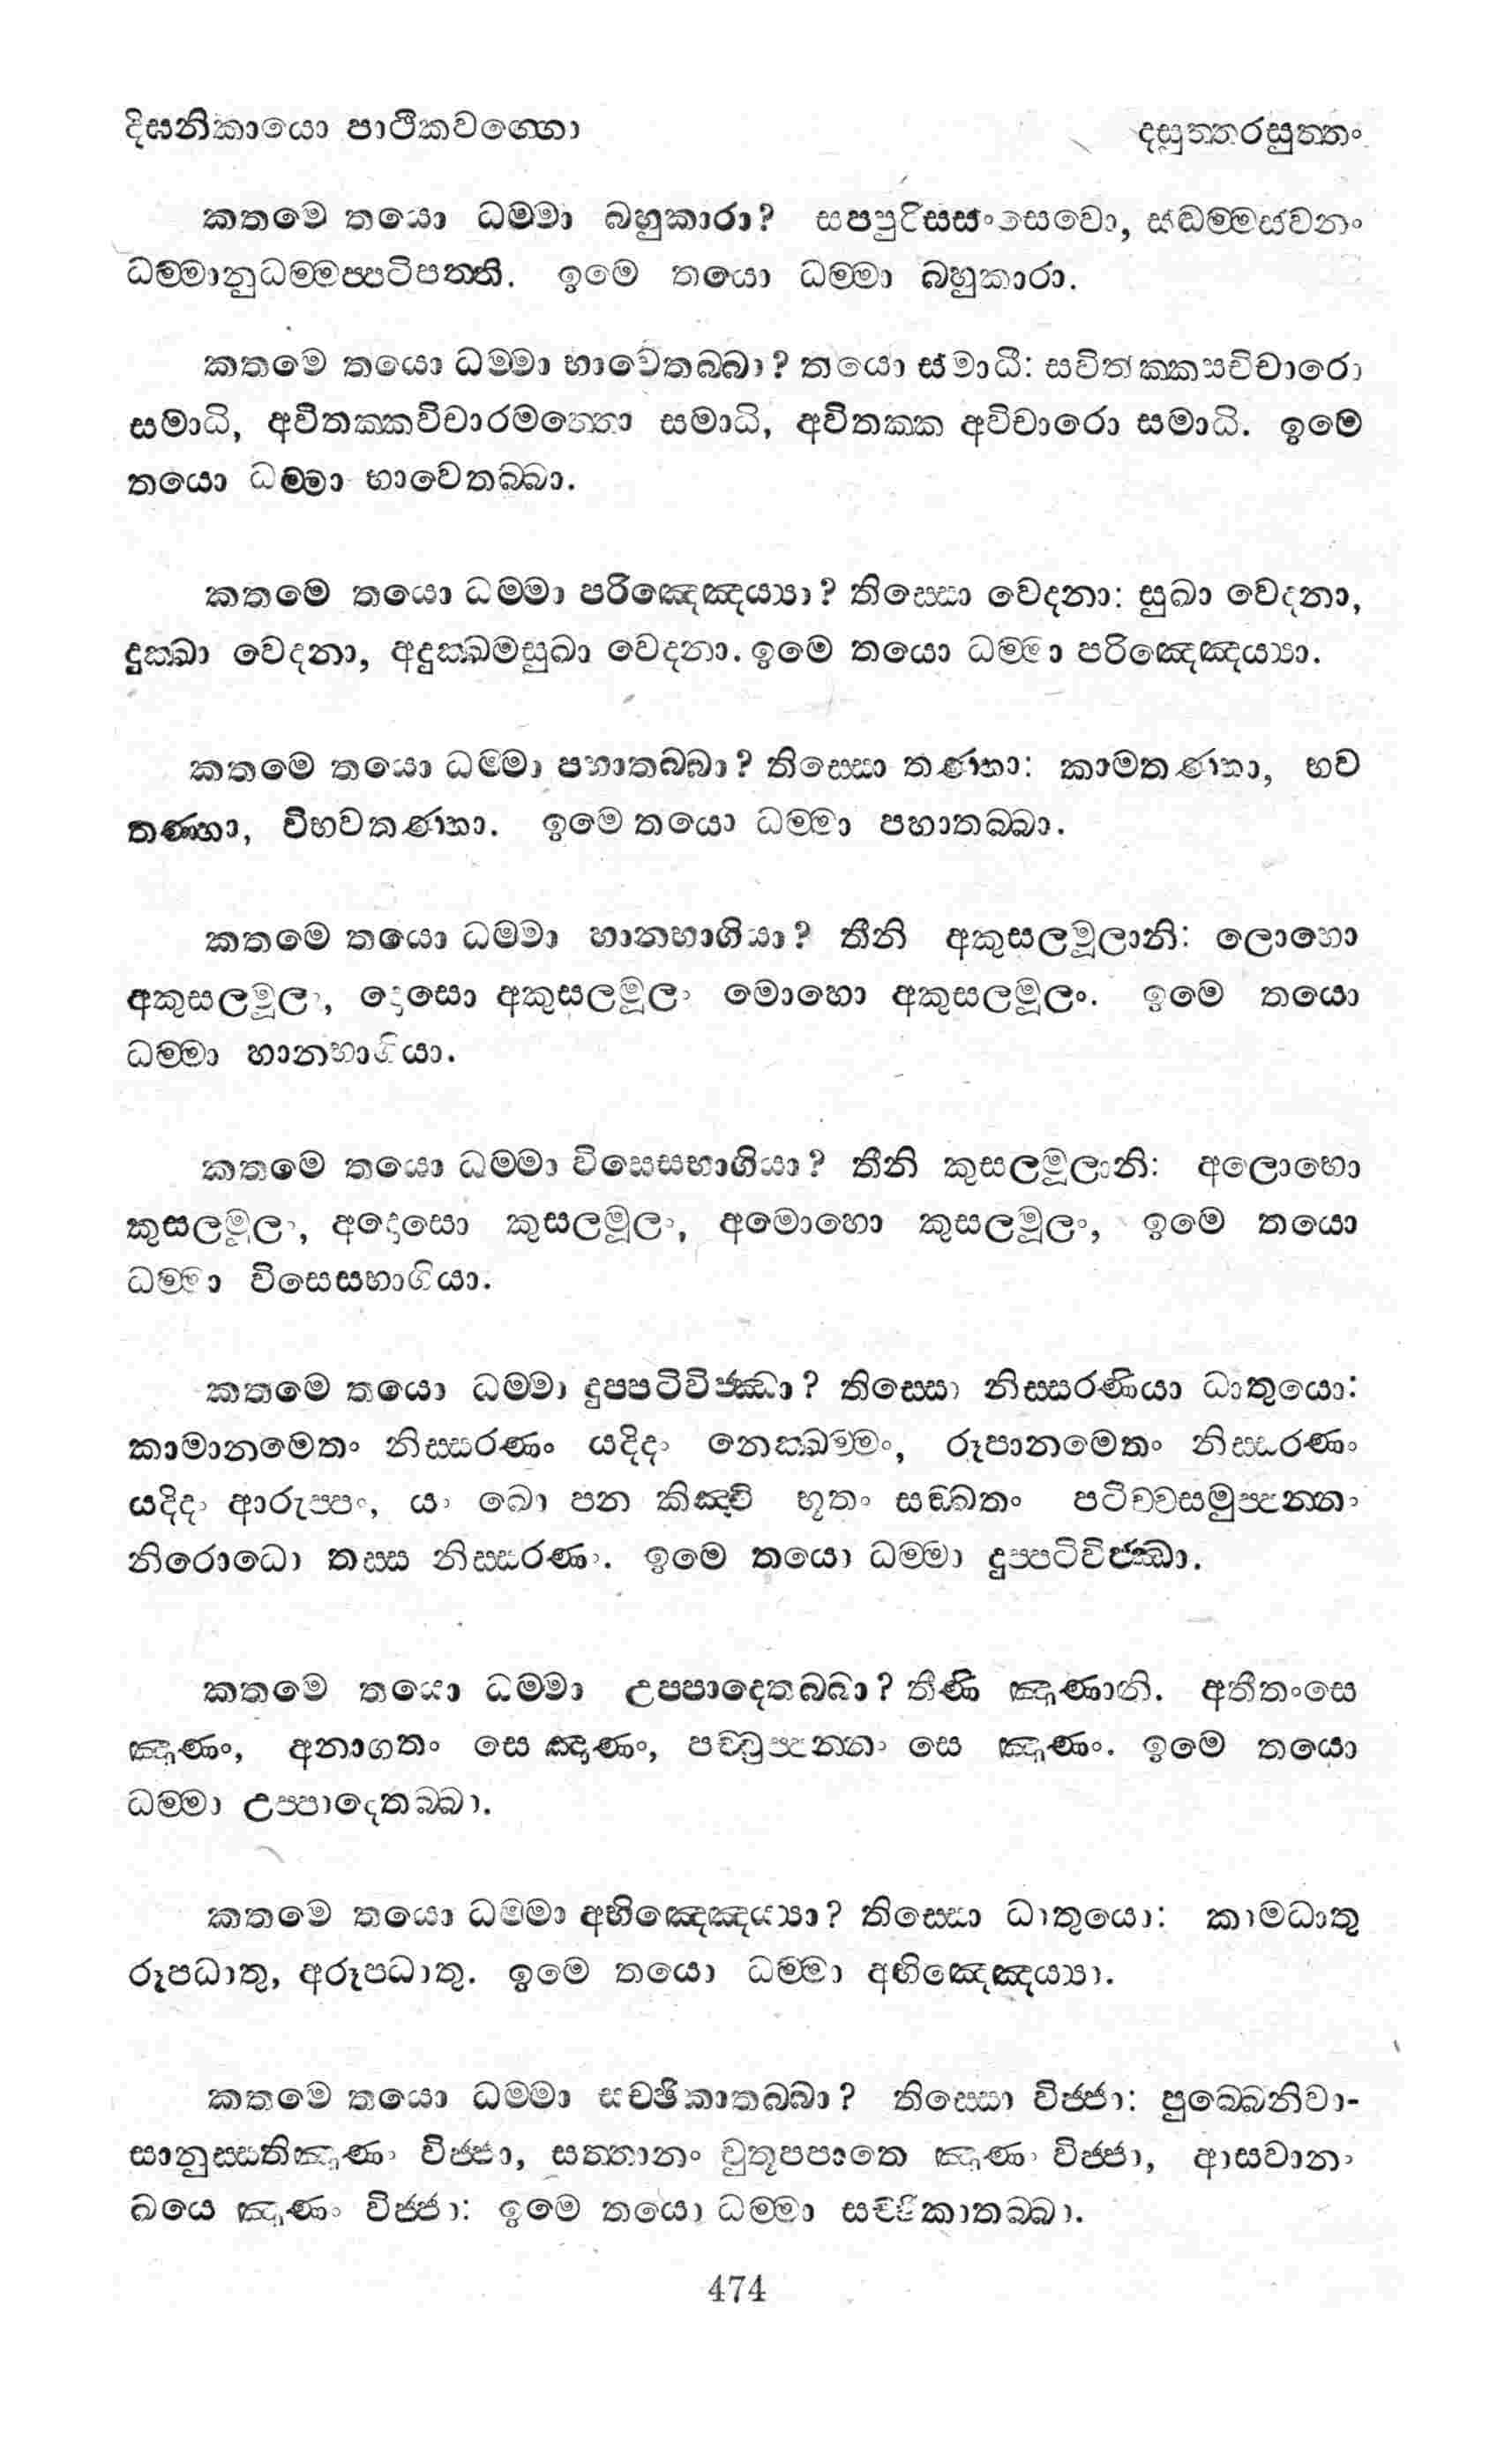 දිඝනිකායො පාථිකවග්ගො දසුත්තරසුත්තං
කතමෙ තයො ධම්මා බහුකාරා? සප්පුරිසසංසෙවො, සද්ධම්මස්සවනං
ධම්මානුධම්මප්පටිපත්ති. ඉමෙ තයො ධම්මා බහුකාරා.
කතමෙ තයො ධම්මා භාවෙතබ්බා? තයො සමාධී: සවිතක්කසවිචාරො
සමාධි, අවිතක්කවිචාරමත්තො සමාධි, අවිතක්ක අවිචාරො සමාධි. ඉමෙ
තයො ධම්මා භාවෙතබ්බා.
කතමෙ තයො ධම්මා පරිඤ්ඤෙය්‍යා? තිස්සො වෙදනා: සුඛා වෙදනා,
දුක්ඛා වෙදනා, අදුක්ඛමසුඛා වෙදනා. ඉමෙ තයො ධම්මා පරිඤ්ඤෙය්‍යා.
කතමෙ තයො ධම්මා පහාතබ්බා? තිස්සො තණ්හා: කාමතණ්හා, භව
තණ්හා, විභවතණ්හා. ඉමෙ තයො ධම්මා පහාතබ්බා.
කතමෙ තයො ධම්මා හානභාගියා? තීනි අකුසලමූලානි: ලොභො
අකුසලමූලං, දොසො අකුසලමූලං මොහො අකුසලමූලං. ඉමෙ තයො
ධම්මා හානභාගියා.
කතමෙ තයො ධම්මා විසෙසභාගියා? තීනි කුසලමූලානි: අලොභො
කුසලමූලං, අදොසො කුසලමූලං, අමොහො කුසලමූලං, ඉමෙ තයො
ධම්මා විසෙසභාගියා.
කතමෙ තයො ධම්මා දුප්පටිවිජ්ඣා? තිස්සො නිස්සරණියා ධාතුයො:
කාමානමෙතං නිස්සරණං යදිදං නෙක්ඛම්මං, රූපානමෙතං නිස්සරණං
යදිදං ආරුප්පං, යං ඛො පන කිඤ්චි භූතං සඞ්ඛතං පටිච්චසමුප්පන්නං
නිරොධො තස්ස නිස්සරණං. ඉමෙ තයො ධම්මා දුප්පටිවිජ්ඣා.
කතමෙ තයො ධම්මා උප්පාදෙතබ්බා? තීණි ඤාණානි. අතීතංසෙ
ඤාණං, අනාගතං සෙ ඤාණං, පච්චුප්පන්නං සෙ ඤාණං. ඉමෙ තයො
ධම්මා උප්පාදෙතබ්බා.
කතමෙ තයො ධම්මා අභිඤ්ඤෙය්‍යා? තිස්සො ධාතුයො: කාමධාතු
රූපධාතු, අරූපධාතු. ඉමෙ තයො ධම්මා අභිඤ්ඤෙය්‍යා.
කතමෙ තයො ධම්මා සච්ඡිකාතබ්බා? තිස්සො විජ්ජා: පුබ්බෙනිවා-
සානුස්සතිඤාණං විජ්ජා, සත්තානං චුතූපපාතෙ ඤාණං විජ්ජා, ආසවානං
ඛයෙ ඤාණං විජ්ජා: ඉමෙ තයො ධම්මා සච්ඡිකාතබ්බා.
474